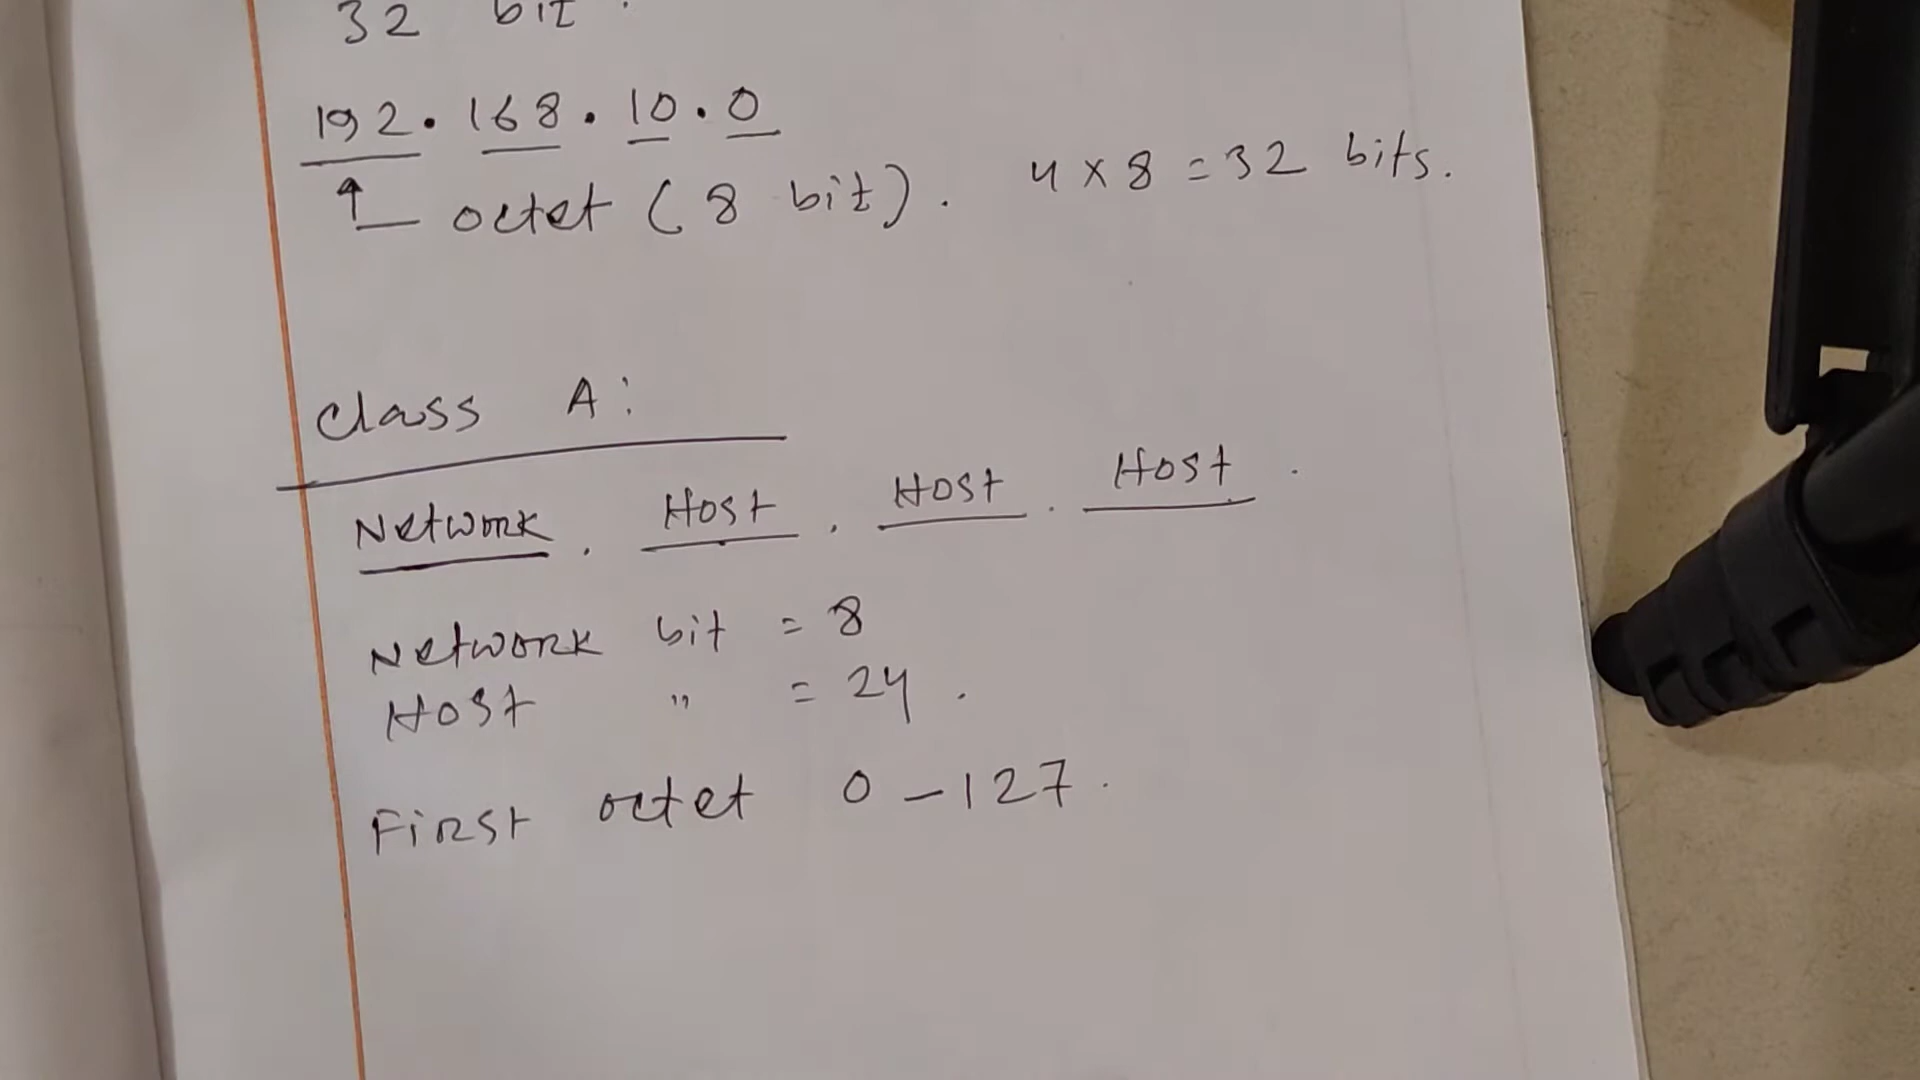 32 bit.
192.168.10.0
octet (8 bit). 4 x 8 = 32 bits.
Class A:
Network . Host . Host . Host .
Network bit = 8
Host " = 24.
First octet 0 - 127.